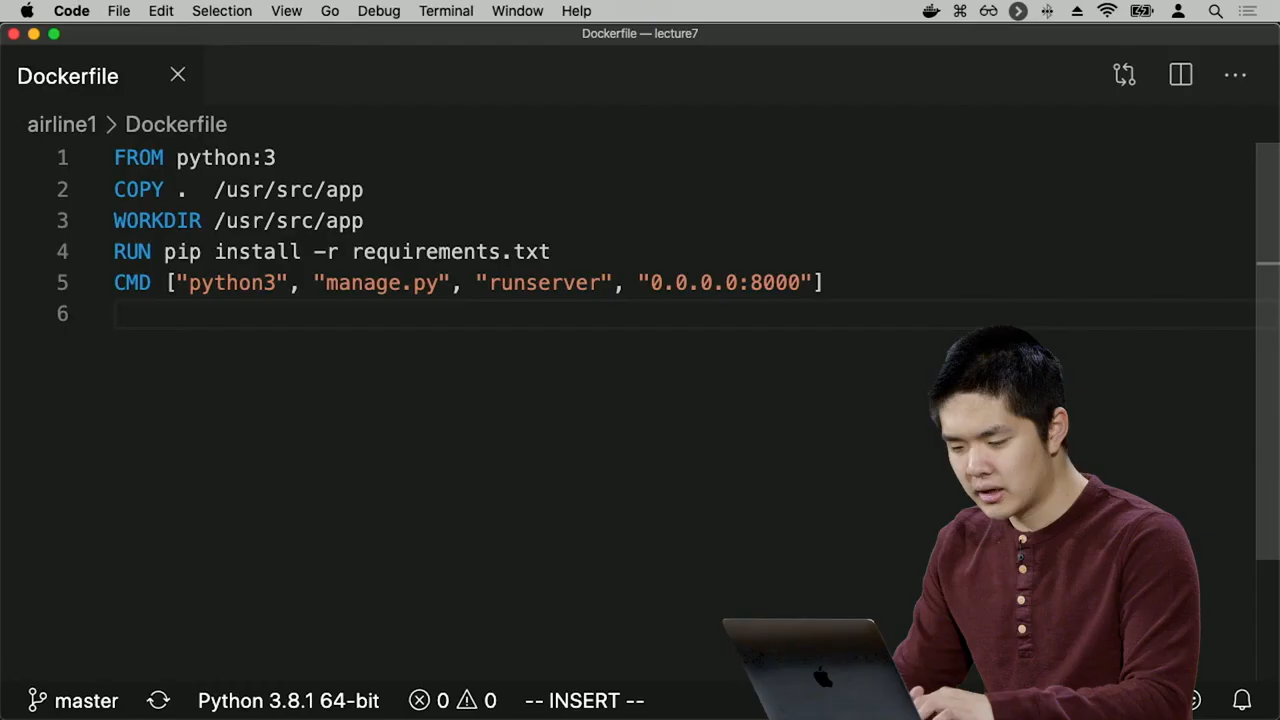 Code File Edit Selection View Go Debug Terminal Window Help
Dockerfile — lecture7
Dockerfile
airline1 > Dockerfile
1 FROM python:3
2 COPY . /usr/src/app
3 WORKDIR /usr/src/app
4 RUN pip install -r requirements.txt
5 CMD ["python3", "manage.py", "runserver", "0.0.0.0:8000"]
6
master Python 3.8.1 64-bit 0 0 -- INSERT --